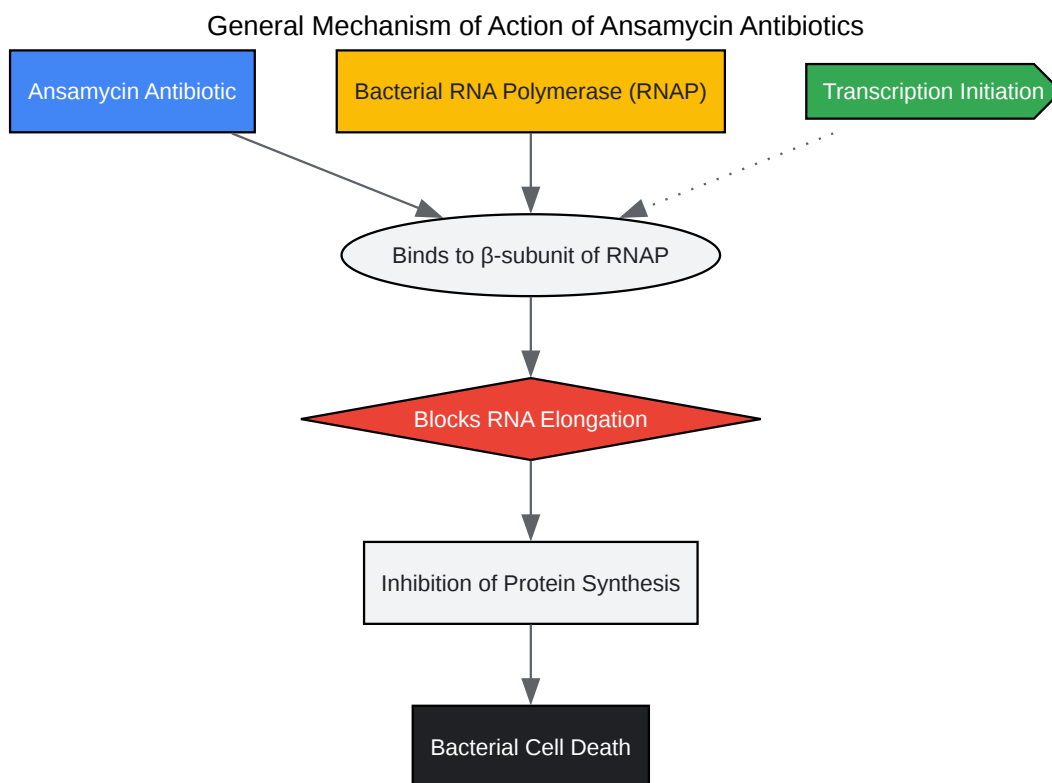 General Mechanism of Action of Ansamycin Antibiotics
Ansamycin Antibiotic
Bacterial RNA Polymerase (RNAP)
Transcription Initiation
Binds to β-subunit of RNAP
Blocks RNA Elongation
Inhibition of Protein Synthesis
Bacterial Cell Death